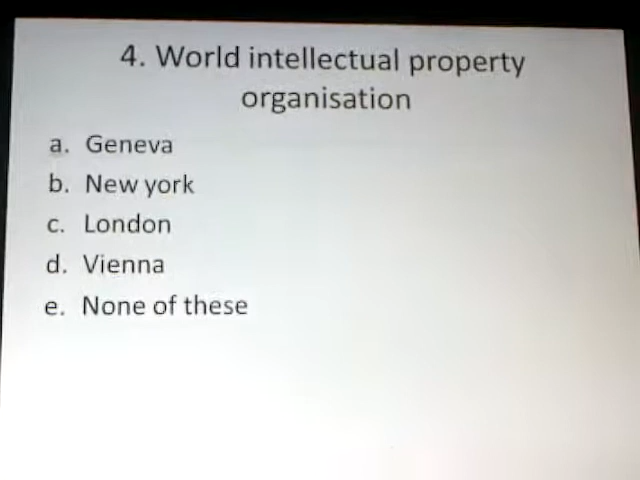 4. World intellectual property
organisation
a. Geneva
b. New york
c. London
d. Vienna
e. None of these